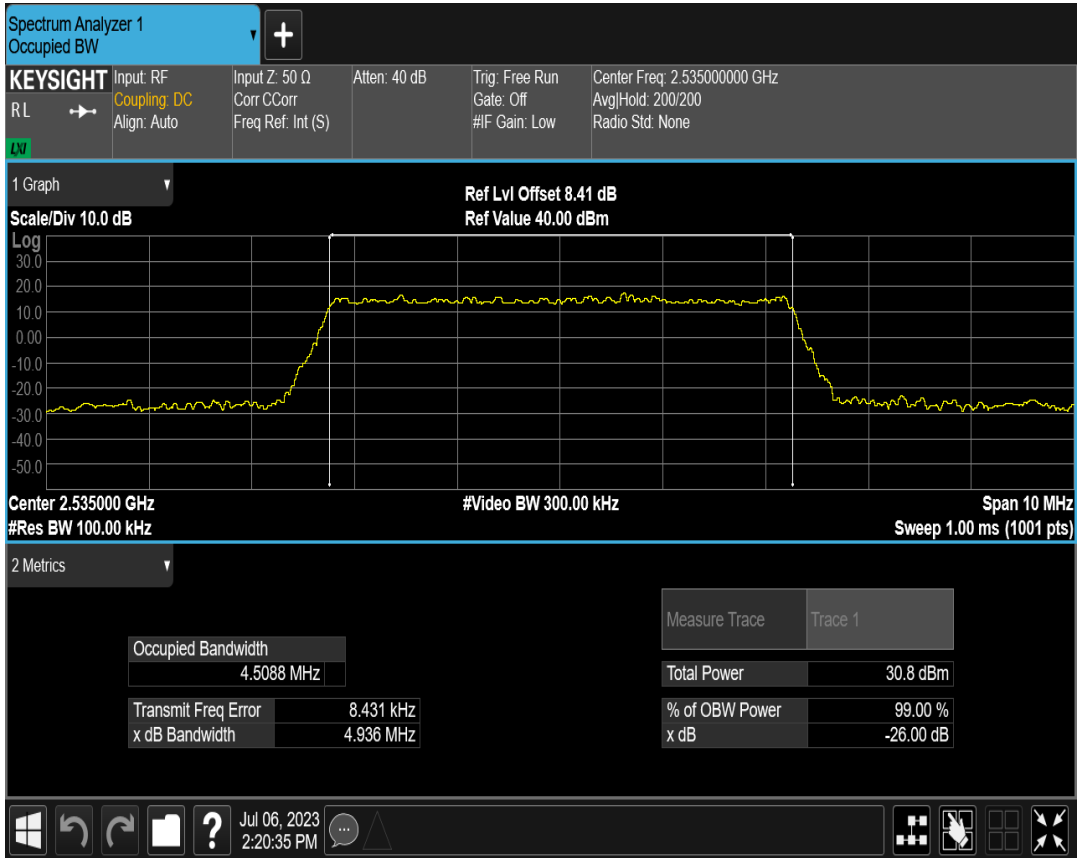 Spectrum Analyzer 1
Occupied BW
+
KEYSIGHT Input: RF Input Z: 50 Ω Atten: 40 dB Trig: Free Run Center Freq: 2.535000000 GHz
RL Coupling: DC Corr CCorr Gate: Off Avg|Hold: 200/200
Align: Auto Freq Ref: Int (S) #IF Gain: Low Radio Std: None
LXI
1 Graph
Ref Lvl Offset 8.41 dB
Scale/Div 10.0 dB Ref Value 40.00 dBm
Log
30.0
20.0
10.0
0.00
-10.0
-20.0
-30.0
-40.0
-50.0
Center 2.535000 GHz #Video BW 300.00 kHz Span 10 MHz
#Res BW 100.00 kHz Sweep 1.00 ms (1001 pts)
2 Metrics
Measure Trace Trace 1
Occupied Bandwidth
4.5088 MHz
Total Power 30.8 dBm
Transmit Freq Error 8.431 kHz % of OBW Power 99.00 %
x dB Bandwidth 4.936 MHz x dB -26.00 dB
? Jul 06, 2023
2:20:35 PM